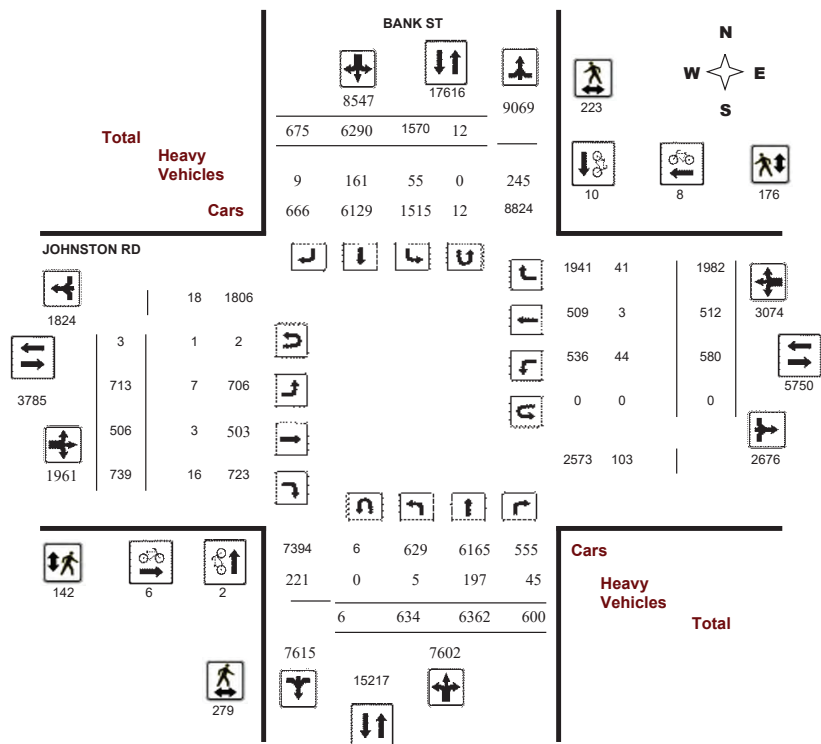 BANK ST
N
W E
S
8547 17616 9069 223
Total 675 6290 1570 12
Heavy
Vehicles
9 161 55 0 245 10 8 176
Cars 666 6129 1515 12 8824
JOHNSTON RD
1941 41 1982
18 1806
1824
509 3 512 3074
3 1 2
536 44 580
5750
3785
713 7 706
0 0 0
506 3 503
2573 103 2676
1961 739 16 723
7394 6 629 6165 555 Cars
221 0 5 197 45 Heavy
Vehicles
142 6 2
6 634 6362 600 Total
7615 7602
15217
279